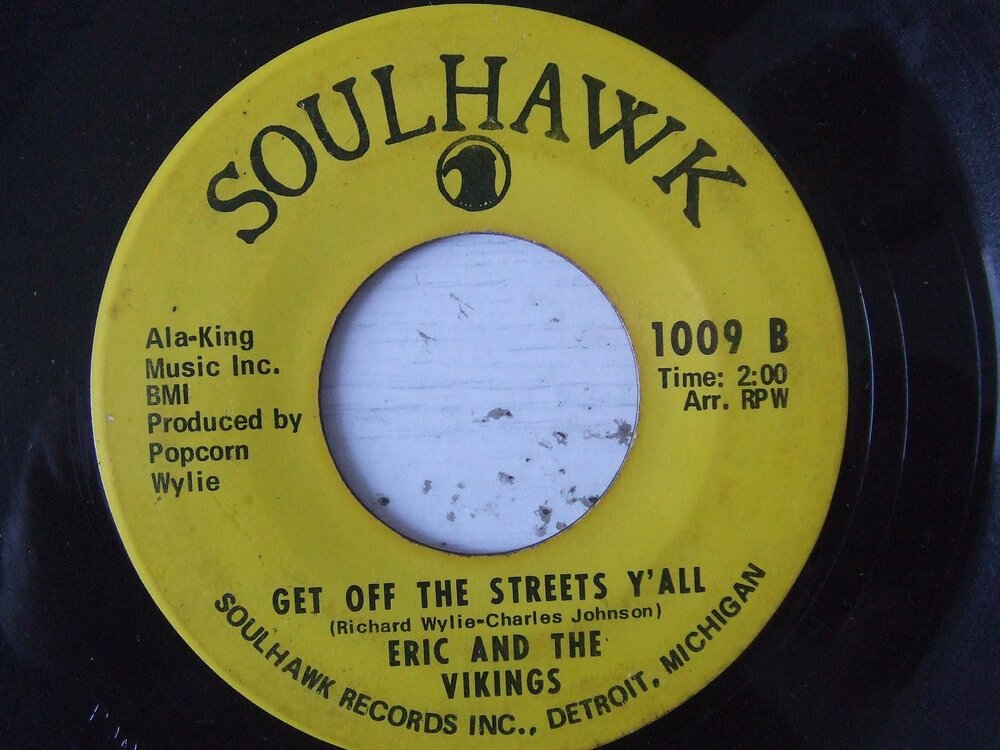 SOULHAWK
Ala-King
Music Inc.
BMI
Produced by
Popcorn
Wylie
1009 B
Time: 2:00
Arr. RPW
GET OFF THE STREETS Y'ALL
(Richard Wylie-Charles Johnson)
ERIC AND THE
VIKINGS
SOULHAWK RECORDS INC., DETROIT, MICHIGAN